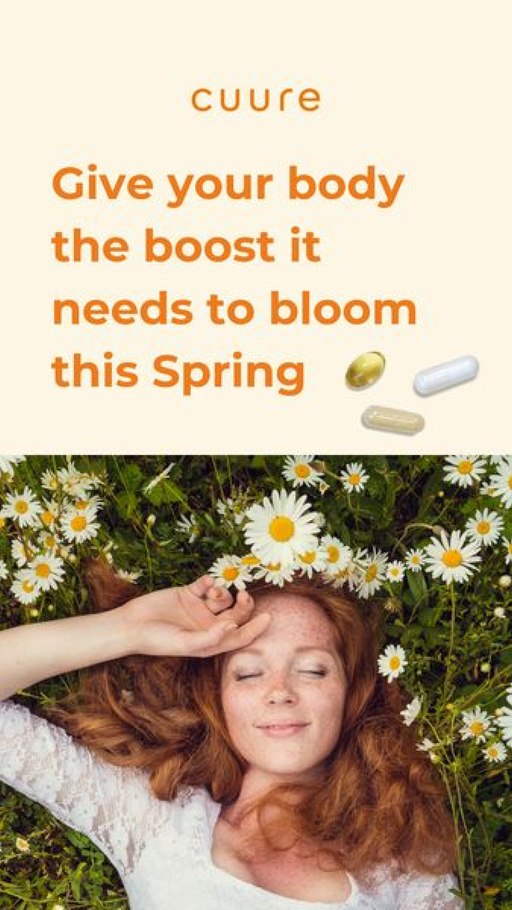 cuure
Give your body
the boost it
needs to bloom
this Spring